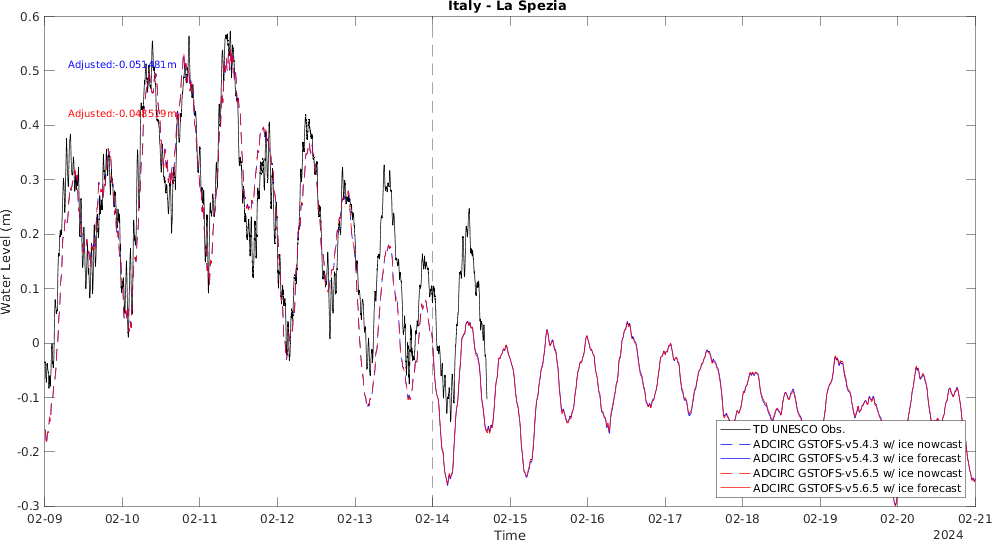 Italy - La Spezia
0.6
0.5
0.4
0.3
0.2
0.1
0
-0.1
-0.2
-0.3
Water Level (m)
Adjusted:-0.051481m
Adjusted:-0.048519m
TD UNESCO Obs.
ADCIRC GSTOFS-v5.4.3 w/ ice nowcast
ADCIRC GSTOFS-v5.4.3 w/ ice forecast
ADCIRC GSTOFS-v5.6.5 w/ ice nowcast
ADCIRC GSTOFS-v5.6.5 w/ ice forecast
02-09 02-10 02-11 02-12 02-13 02-14 02-15 02-16 02-17 02-18 02-19 02-20 02-21
Time
2024